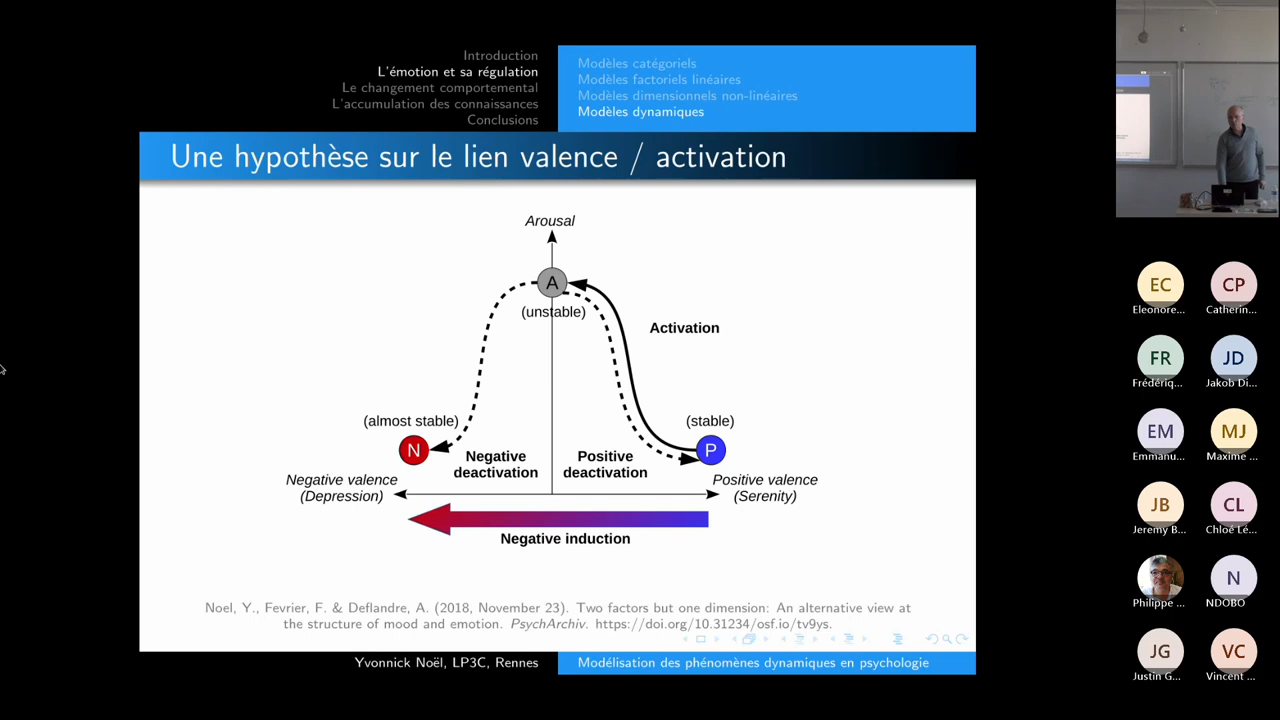 Introduction
L'émotion et sa régulation
Le changement comportemental
L'accumulation des connaissances
Conclusions
Modèles catégoriels
Modèles factoriels linéaires
Modèles dimensionnels non-linéaires
Modèles dynamiques
Une hypothèse sur le lien valence / activation
Arousal
A
(unstable)
Activation
(almost stable)
(stable)
N
P
Negative
deactivation
Positive
deactivation
Negative valence
(Depression)
Positive valence
(Serenity)
Negative induction
Noel, Y., Fevrier, F. & Deflandre, A. (2018, November 23). Two factors but one dimension: An alternative view at
the structure of mood and emotion. PsychArchiv. https://doi.org/10.31234/osf.io/tv9ys.
Yvonnick Noël, LP3C, Rennes
Modélisation des phénomènes dynamiques en psychologie
EC
CP
Eleonore...
Catherin...
FR
JD
Frédériq...
Jakob Di...
EM
MJ
Emmanu...
Maxime ...
JB
CL
Jeremy B...
Chloé Lé...
N
Philippe ...
NDOBO
JG
VC
Justin G...
Vincent ...